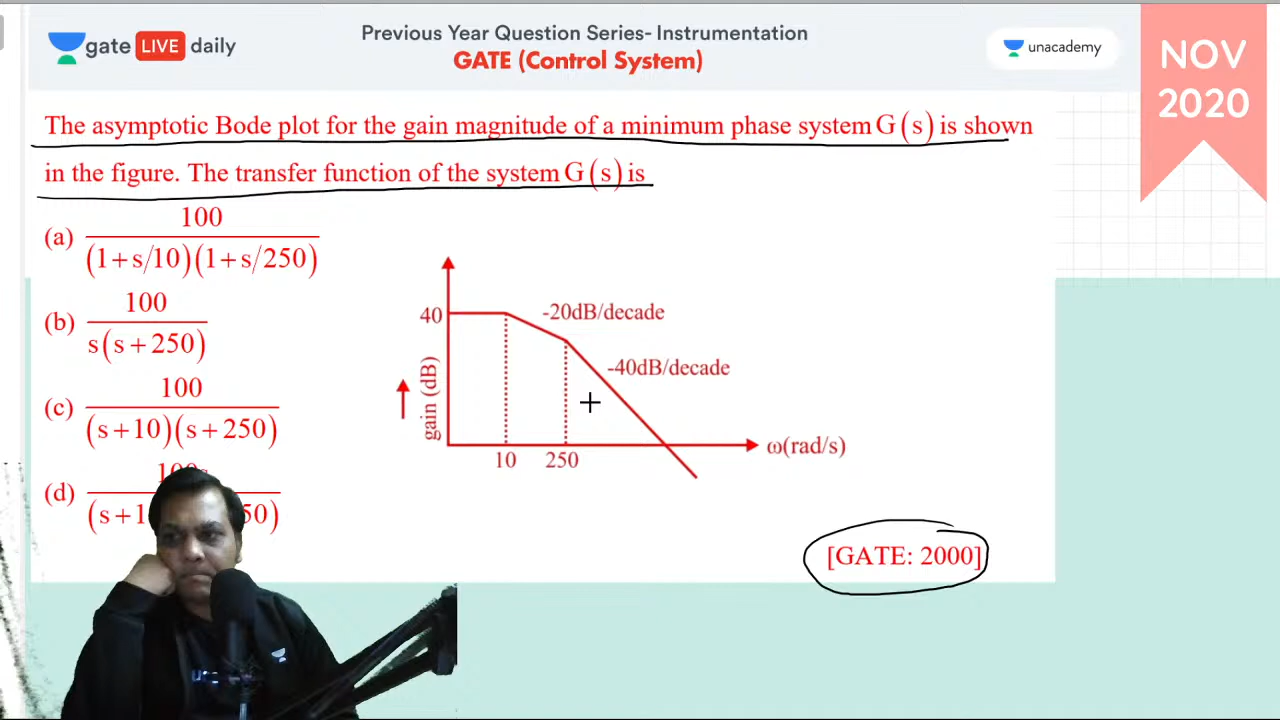 gate LIVE daily
Previous Year Question Series- Instrumentation
GATE (Control System)
unacademy
NOV
2020
The asymptotic Bode plot for the gain magnitude of a minimum phase system G(s) is shown
in the figure. The transfer function of the system G(s) is
(a) 100
(1+s/10)(1+s/250)
(b) 100
s(s+250)
(c) 100
(s+10)(s+250)
(d)
(s+1
50)
40
-20dB/decade
-40dB/decade
gain (dB)
10
250
ω(rad/s)
[GATE: 2000]